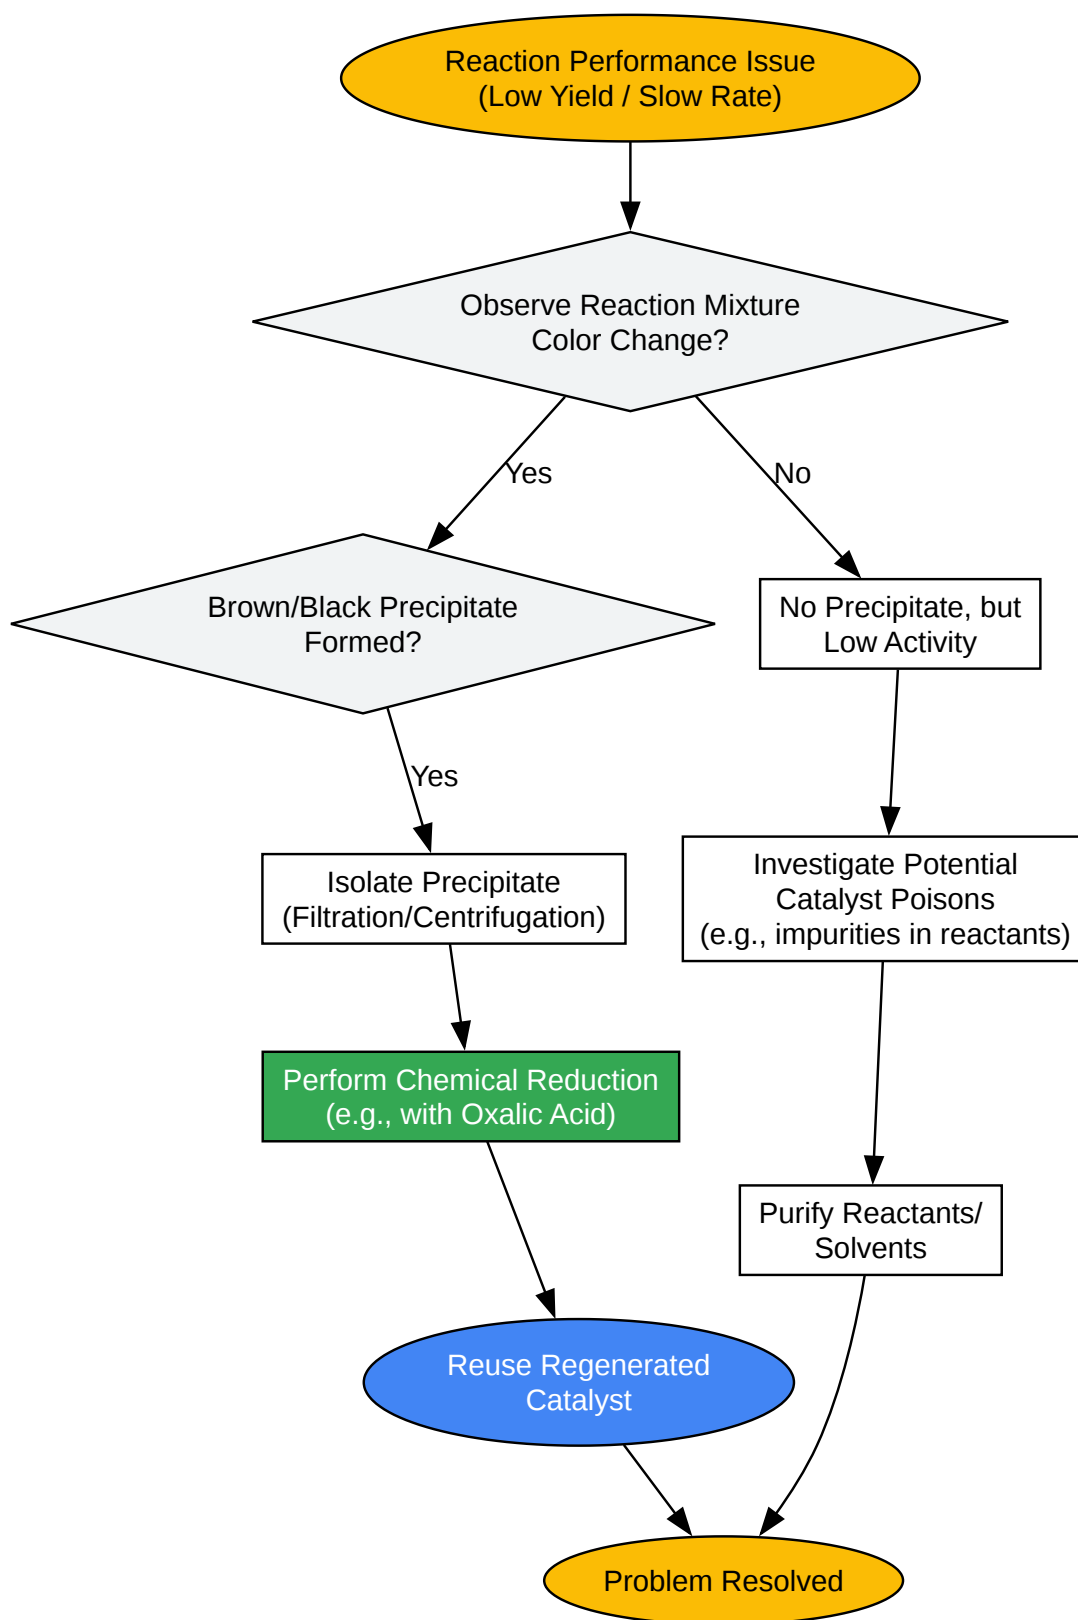 Reaction Performance Issue
(Low Yield / Slow Rate)
Observe Reaction Mixture
Color Change?
Yes
No
Brown/Black Precipitate
Formed?
No Precipitate, but
Low Activity
Yes
Isolate Precipitate
(Filtration/Centrifugation)
Investigate Potential
Catalyst Poisons
(e.g., impurities in reactants)
Perform Chemical Reduction
(e.g., with Oxalic Acid)
Purify Reactants/
Solvents
Reuse Regenerated
Catalyst
Problem Resolved